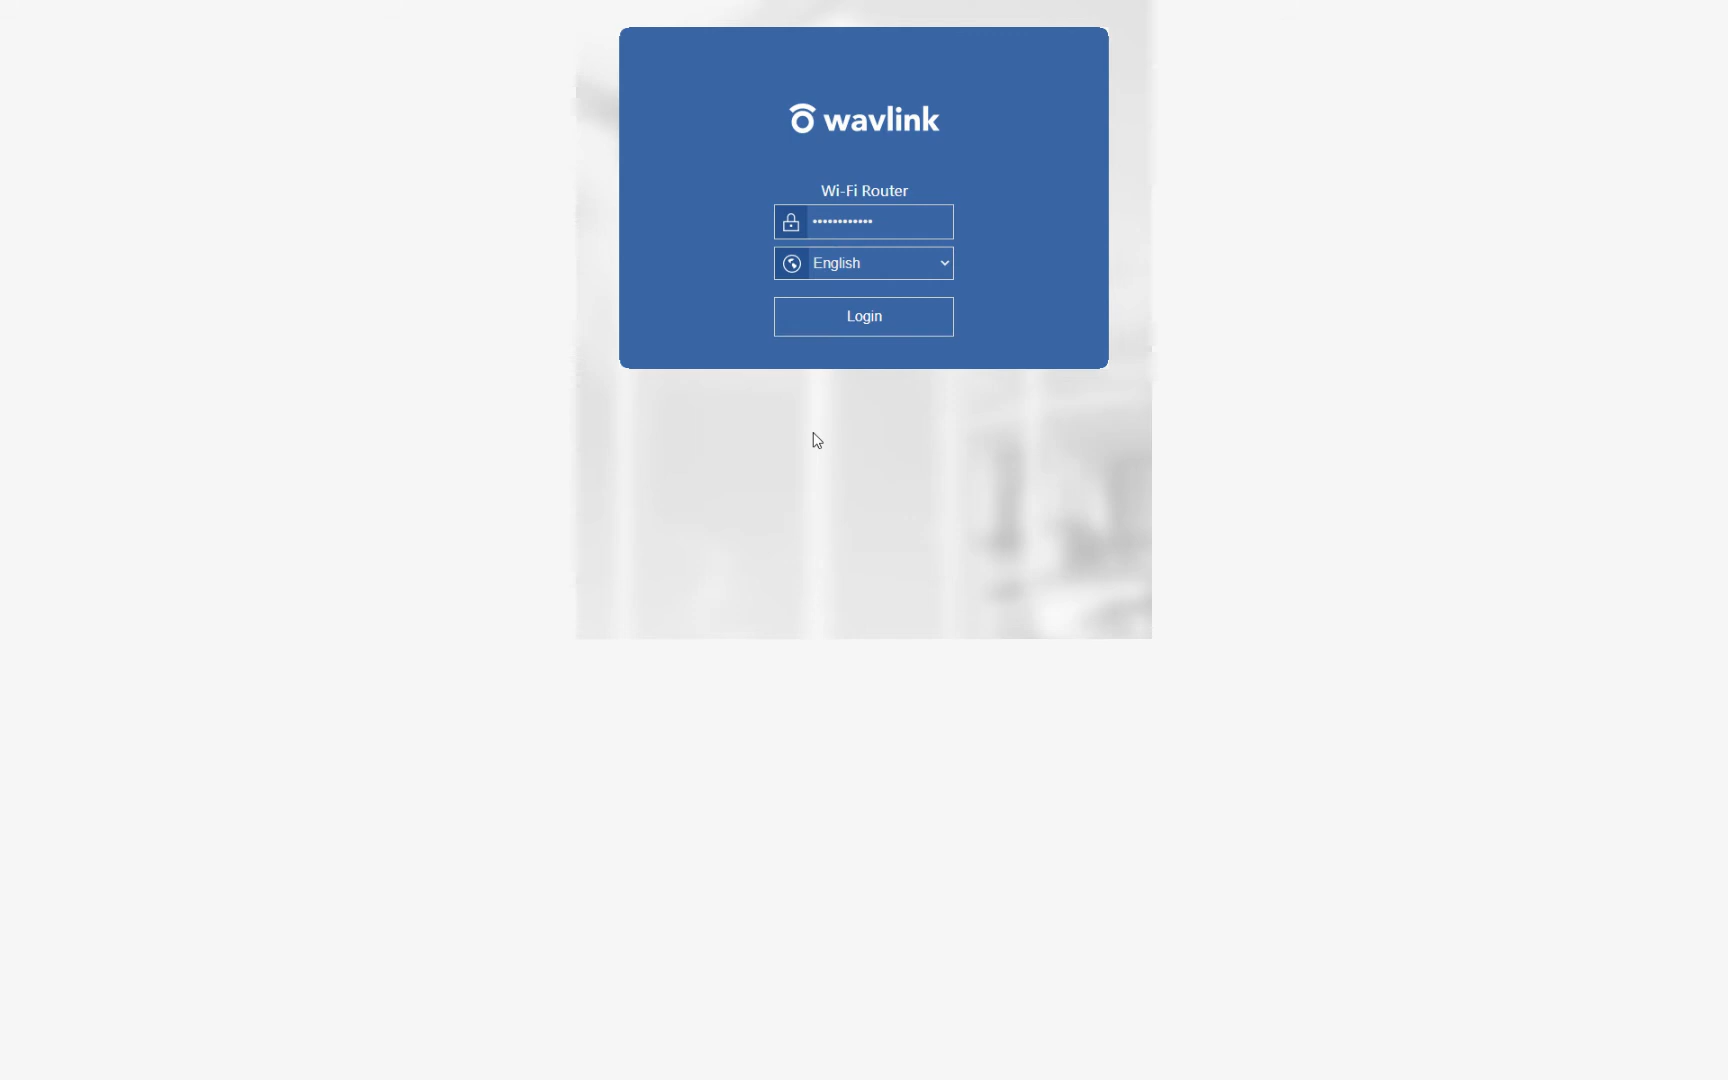 wavlink
Wi-Fi Router
••••••••••••
English
Login